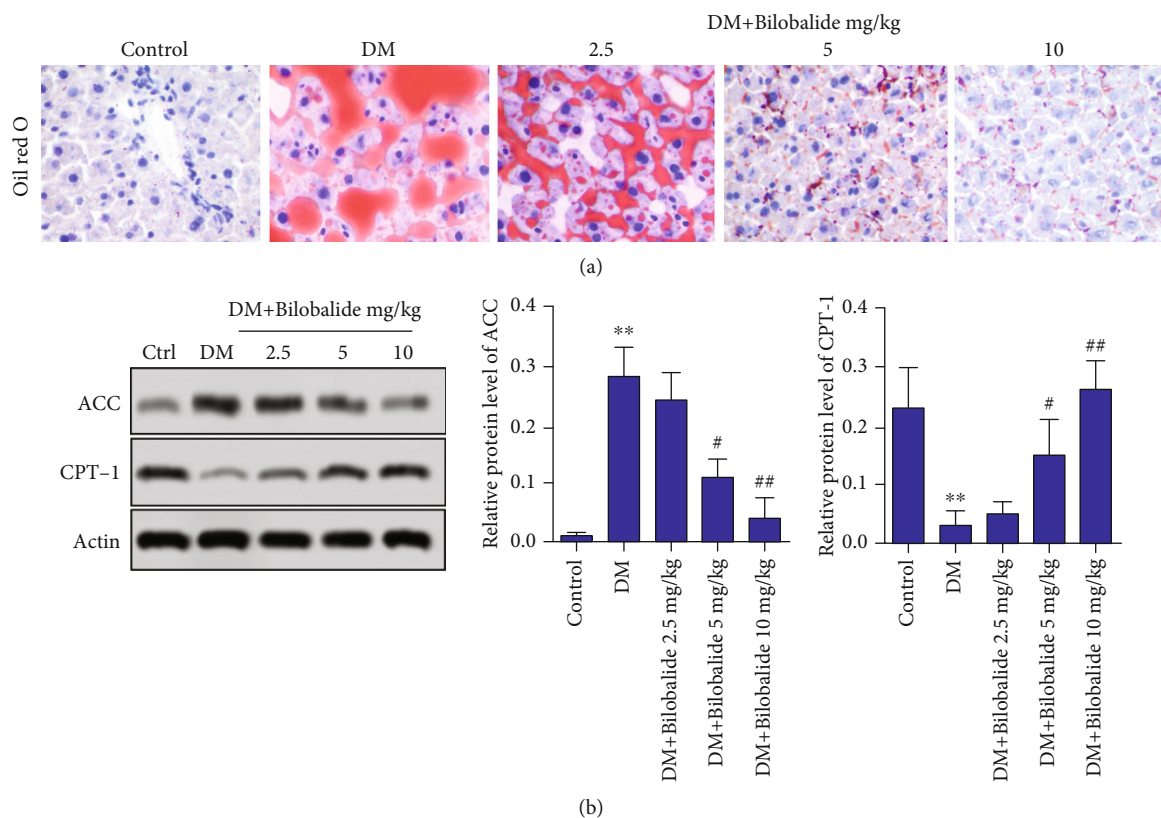 DM+Bilobalide mg/kg
Control
DM
2.5
5
10
Oil red O
(a)
DM+Bilobalide mg/kg
Ctrl
DM
2.5
5
10
ACC
CPT–1
Actin
Relative protein level of ACC
0.4
0.3
0.2
0.1
0.0
**
#
##
Control
DM
DM+Bilobalide 2.5 mg/kg
DM+Bilobalide 5 mg/kg
DM+Bilobalide 10 mg/kg
Relative protein level of CPT-1
0.4
0.3
0.2
0.1
0.0
**
#
##
Control
DM
DM+Bilobalide 2.5 mg/kg
DM+Bilobalide 5 mg/kg
DM+Bilobalide 10 mg/kg
(b)